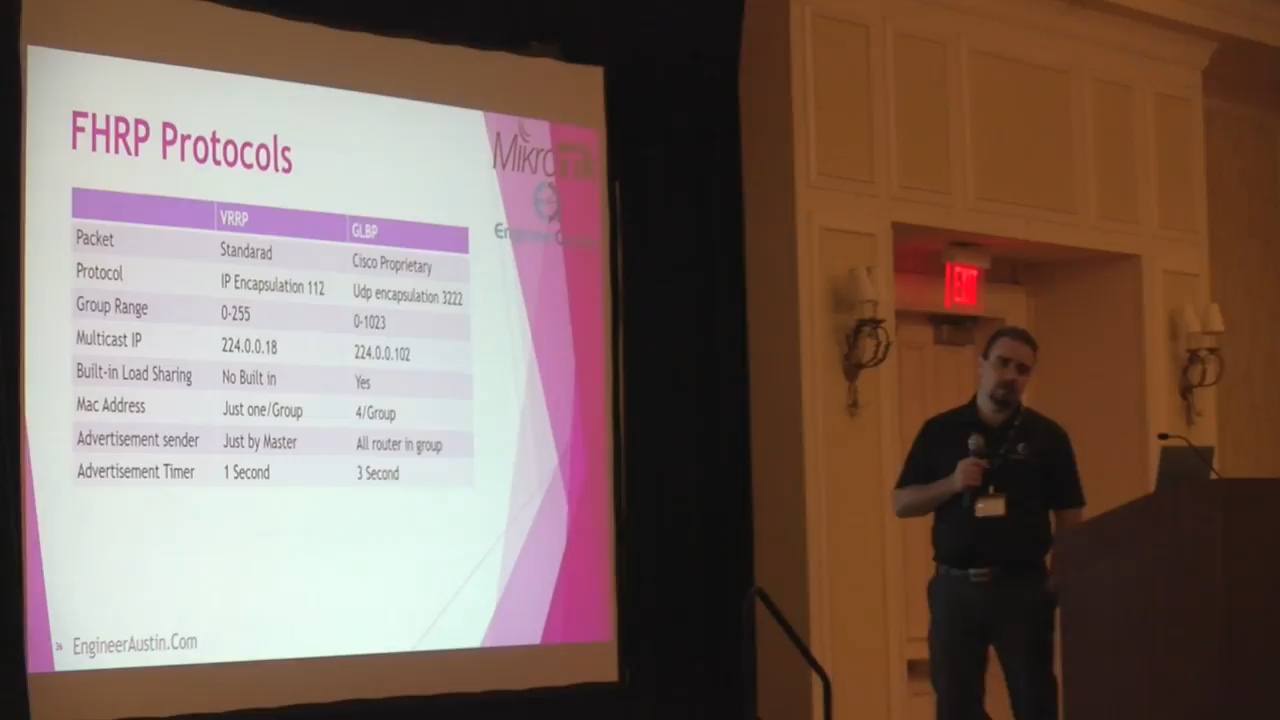 FHRP Protocols
MikroTik
VRRP GLBP
Packet Standarad Cisco Proprietary
Protocol IP Encapsulation 112 Udp encapsulation 3222
Group Range 0-255 0-1023
Multicast IP 224.0.0.18 224.0.0.102
Built-in Load Sharing No Built in Yes
Mac Address Just one/Group 4/Group
Advertisement sender Just by Master All router in group
Advertisement Timer 1 Second 3 Second
EngineerAustin.Com
EXIT